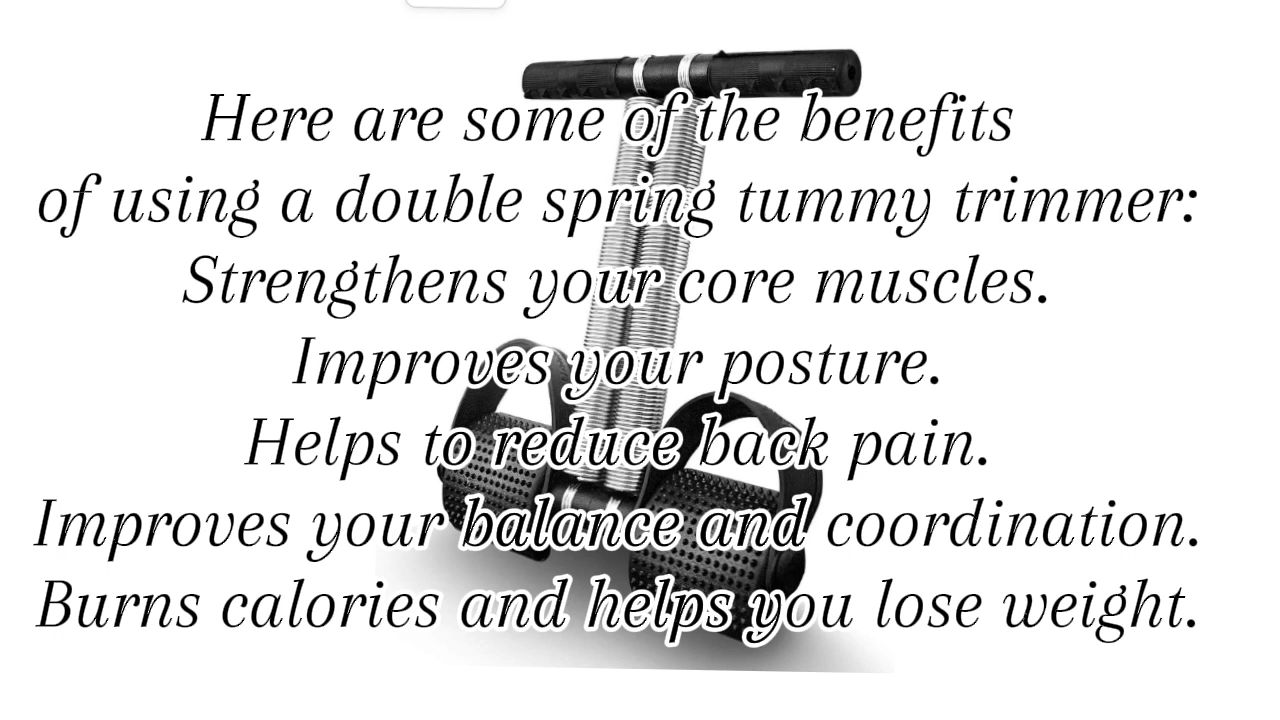 Here are some of the benefits
of using a double spring tummy trimmer:
Strengthens your core muscles.
Improves your posture.
Helps to reduce back pain.
Improves your balance and coordination.
Burns calories and helps you lose weight.